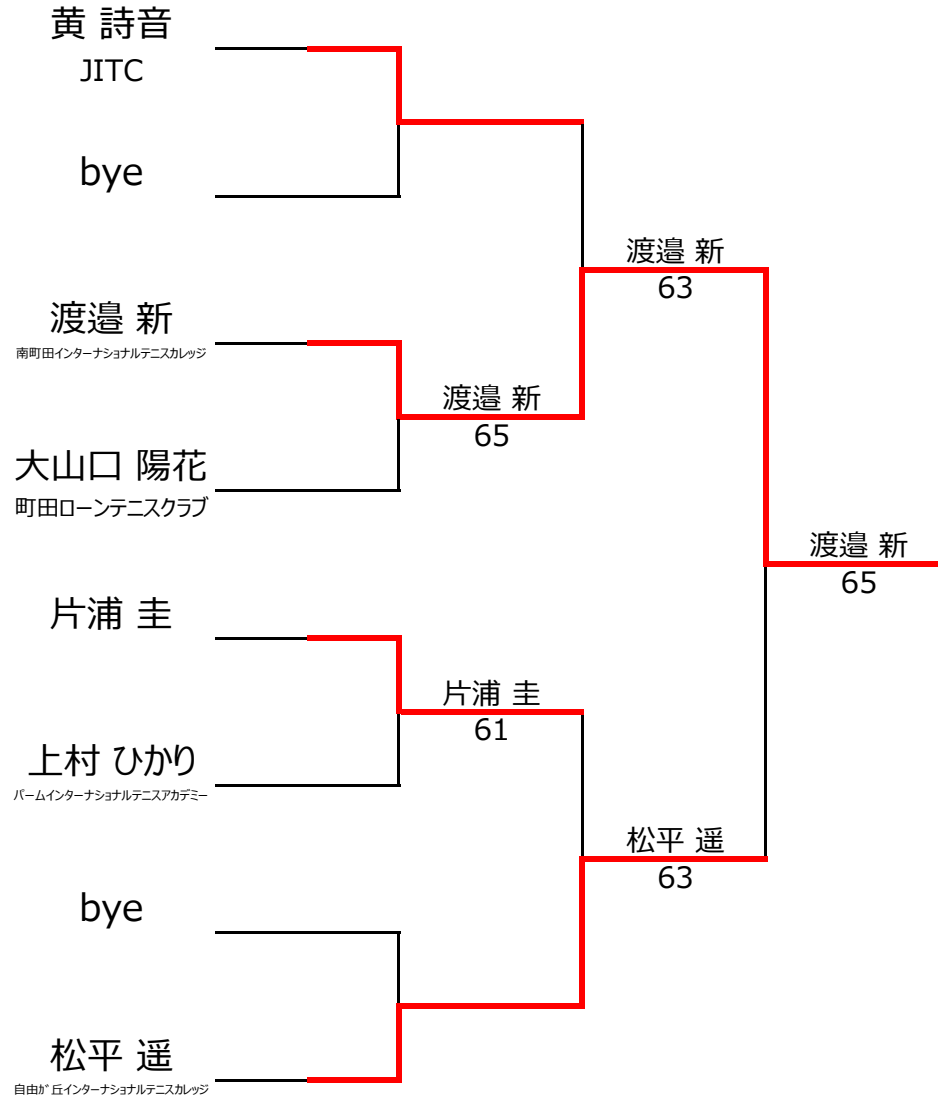 黄 詩音
JITC
bye
渡邉 新
63
渡邉 新
南町田インターナショナルテニスカレッジ
渡邉 新
65
大山口 陽花
町田ローンテニスクラブ
渡邉 新
65
片浦 圭
片浦 圭
61
上村 ひかり
パームインターナショナルテニスアカデミー
松平 遥
63
bye
松平 遥
自由が丘インターナショナルテニスカレッジ